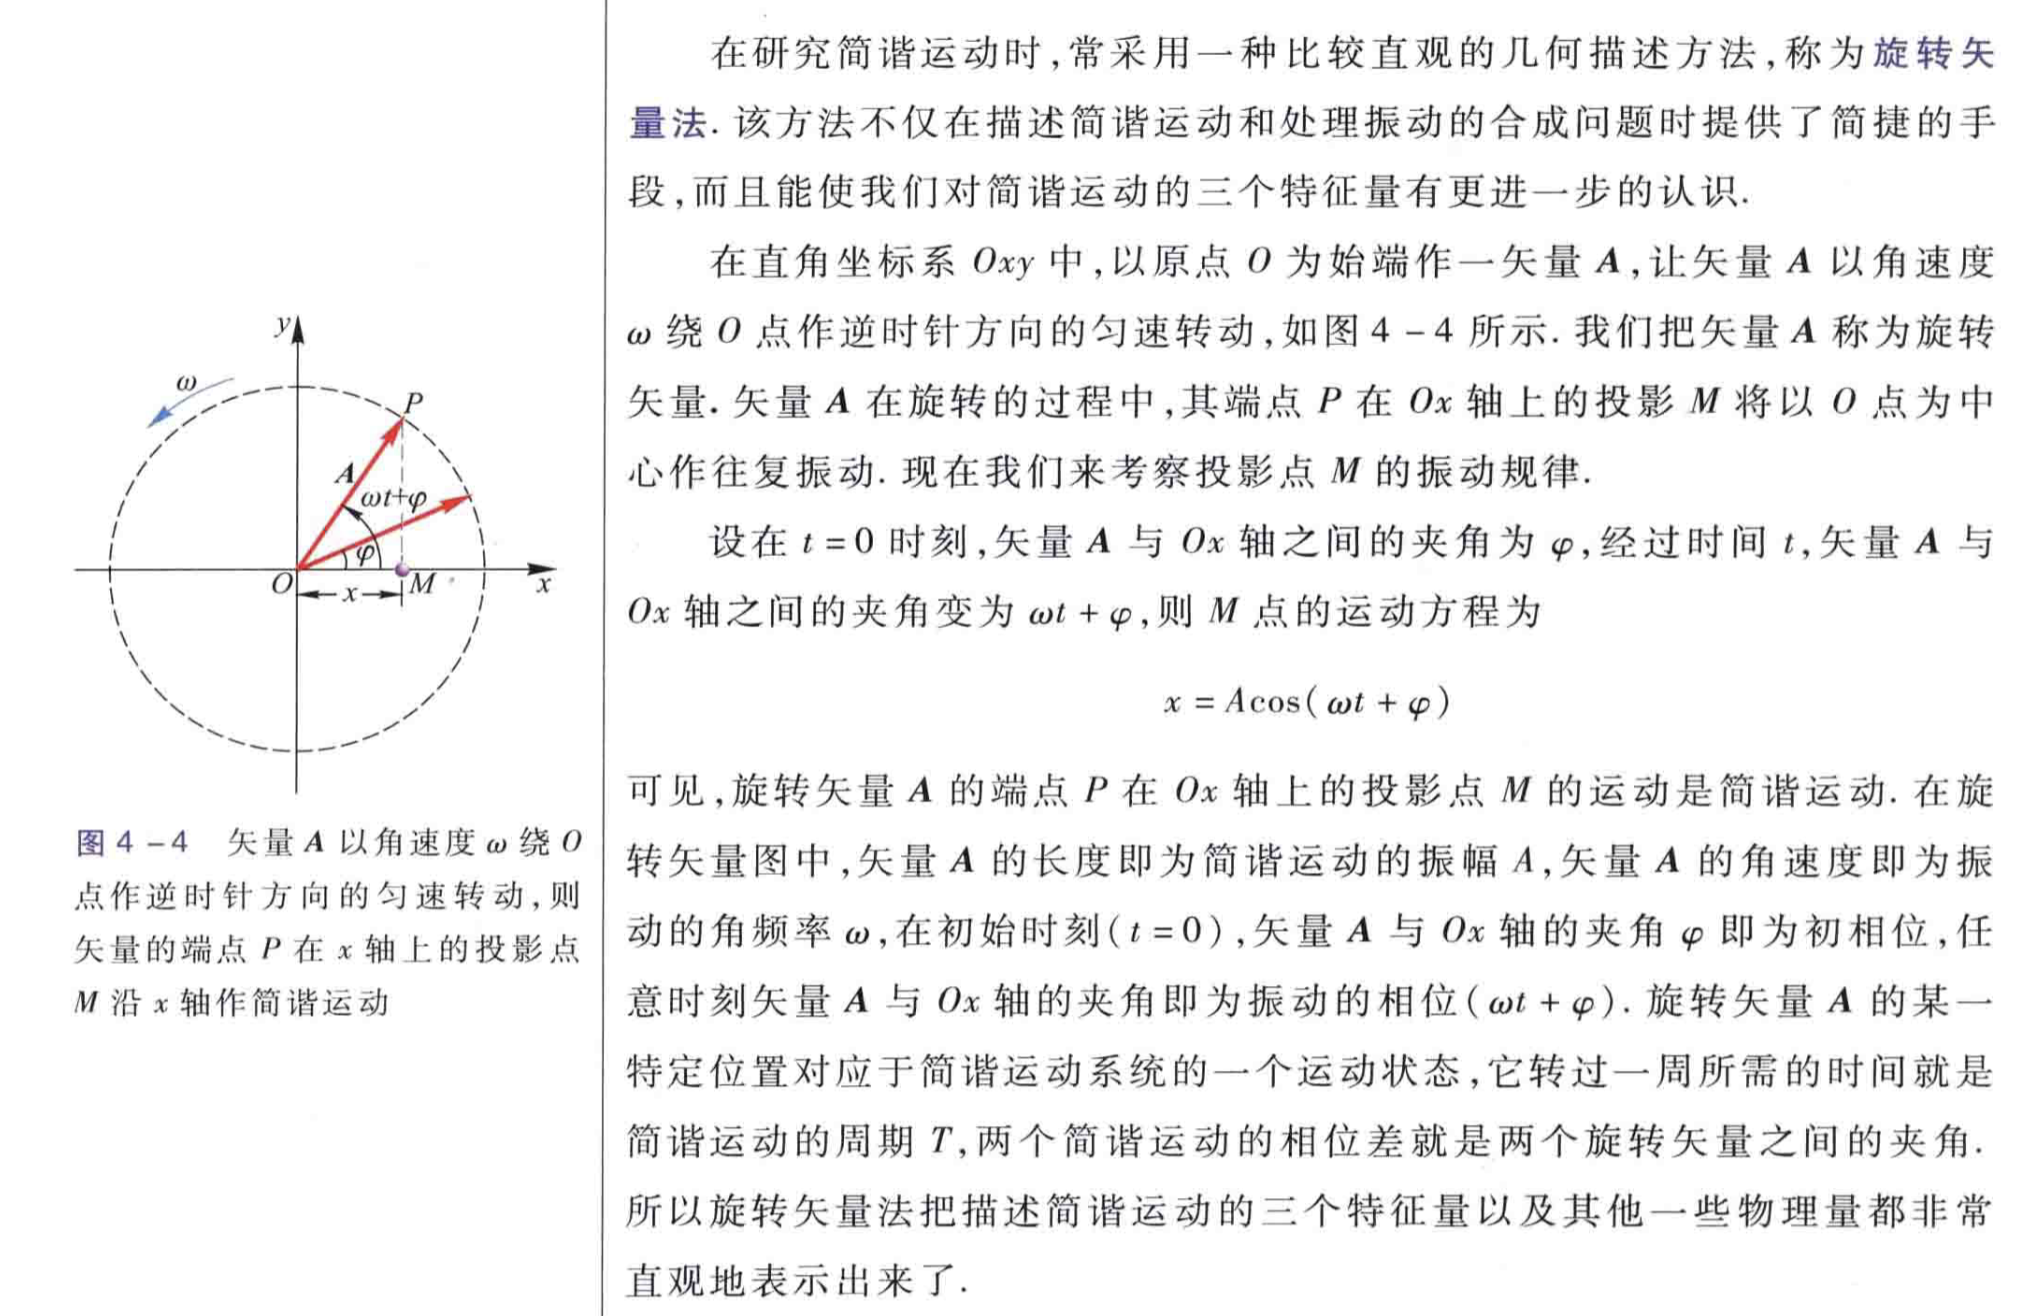 在研究简谐运动时,常采用一种比较直观的几何描述方法,称为旋转矢
量法. 该方法不仅在描述简谐运动和处理振动的合成问题时提供了简捷的手
段,而且能使我们对简谐运动的三个特征量有更进一步的认识.
在直角坐标系 Oxy 中,以原点 O 为始端作一矢量 A,让矢量 A 以角速度
ω 绕 O 点作逆时针方向的匀速转动,如图 4-4 所示. 我们把矢量 A 称为旋转
矢量. 矢量 A 在旋转的过程中,其端点 P 在 Ox 轴上的投影 M 将以 O 点为中
心作往复振动. 现在我们来考察投影点 M 的振动规律.
设在 t = 0 时刻,矢量 A 与 Ox 轴之间的夹角为 φ,经过时间 t,矢量 A 与
Ox 轴之间的夹角变为 ωt + φ,则 M 点的运动方程为
x = Acos( ωt + φ)
可见,旋转矢量 A 的端点 P 在 Ox 轴上的投影点 M 的运动是简谐运动. 在旋
转矢量图中,矢量 A 的长度即为简谐运动的振幅 A,矢量 A 的角速度即为振
动的角频率 ω,在初始时刻(t = 0),矢量 A 与 Ox 轴的夹角 φ 即为初相位,任
意时刻矢量 A 与 Ox 轴的夹角即为振动的相位(ωt + φ). 旋转矢量 A 的某一
特定位置对应于简谐运动系统的一个运动状态,它转过一周所需的时间就是
简谐运动的周期 T,两个简谐运动的相位差就是两个旋转矢量之间的夹角.
所以旋转矢量法把描述简谐运动的三个特征量以及其他一些物理量都非常
直观地表示出来了.
y
ω
P
A
ωt+φ
φ
O
x
M
x
图 4-4 矢量 A 以角速度 ω 绕 O
点作逆时针方向的匀速转动,则
矢量的端点 P 在 x 轴上的投影点
M 沿 x 轴作简谐运动